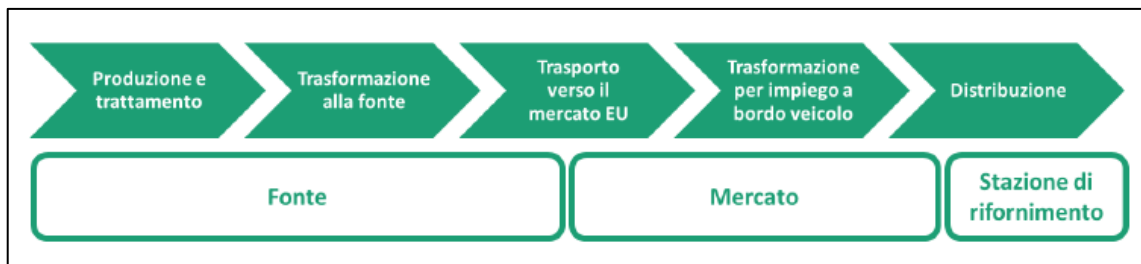 Produzione e
trattamento
Trasformazione
alla fonte
Trasporto
verso il
mercato EU
Trasformazione
per impiego a
bordo veicolo
Distribuzione
Fonte
Mercato
Stazione di
rifornimento